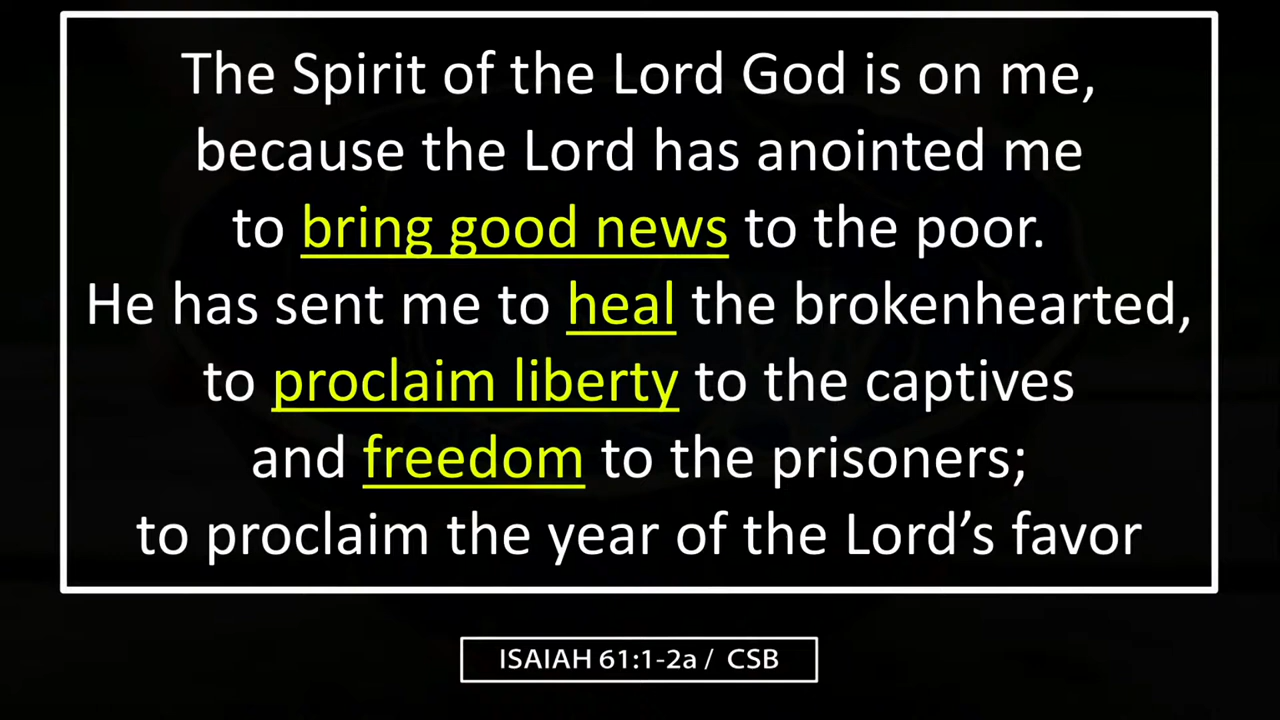 The Spirit of the Lord God is on me,
because the Lord has anointed me
to bring good news to the poor.
He has sent me to heal the brokenhearted,
to proclaim liberty to the captives
and freedom to the prisoners;
to proclaim the year of the Lord’s favor
ISAIAH 61:1-2a / CSB